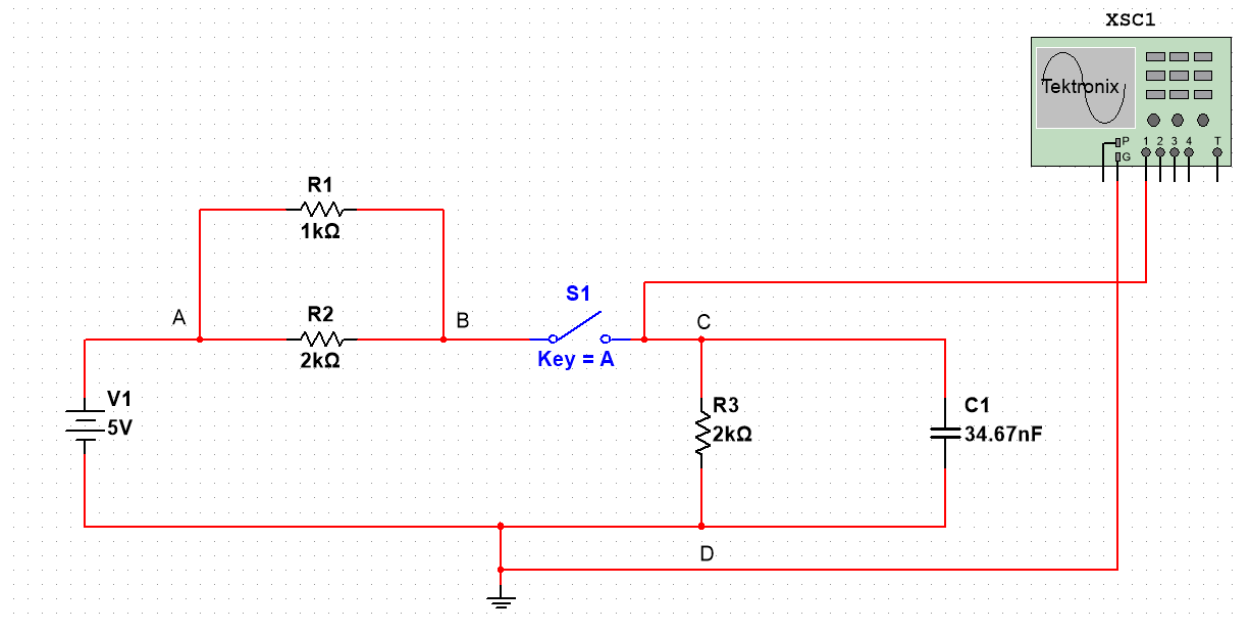 XSC1
Tektronix
P
G
1 2 3 4 T
R1
1kΩ
R2
2kΩ
A
B
S1
Key = A
C
V1
5V
R3
2kΩ
C1
34.67nF
D